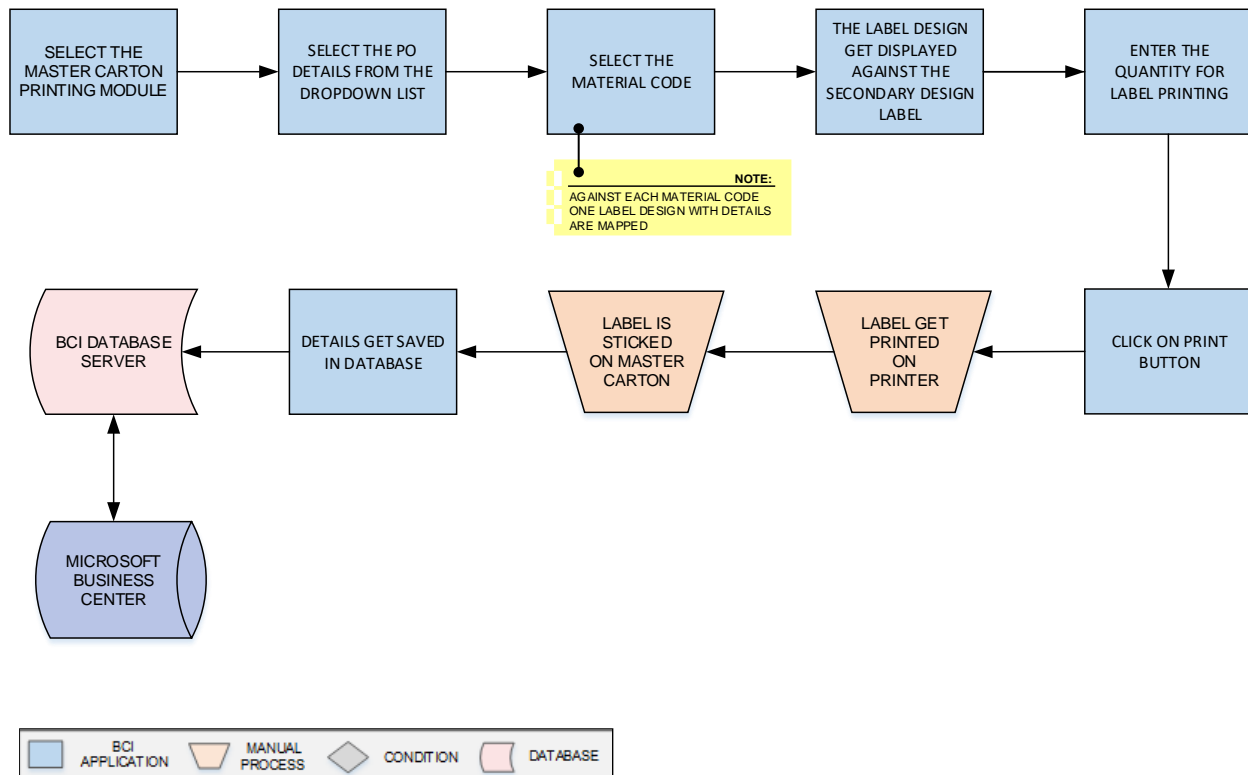 SELECT THE
MASTER CARTON
PRINTING MODULE
SELECT THE PO
DETAILS FROM THE
DROPDOWN LIST
SELECT THE
MATERIAL CODE
THE LABEL DESIGN
GET DISPLAYED
AGAINST THE
SECONDARY DESIGN
LABEL
ENTER THE
QUANTITY FOR
LABEL PRINTING
NOTE:
AGAINST EACH MATERIAL CODE
ONE LABEL DESIGN WITH DETAILS
ARE MAPPED
BCI DATABASE
SERVER
DETAILS GET SAVED
IN DATABASE
LABEL IS
STICKED
ON MASTER
CARTON
LABEL GET
PRINTED
ON
PRINTER
CLICK ON PRINT
BUTTON
MICROSOFT
BUSINESS
CENTER
BCI
APPLICATION
MANUAL
PROCESS
CONDITION
DATABASE